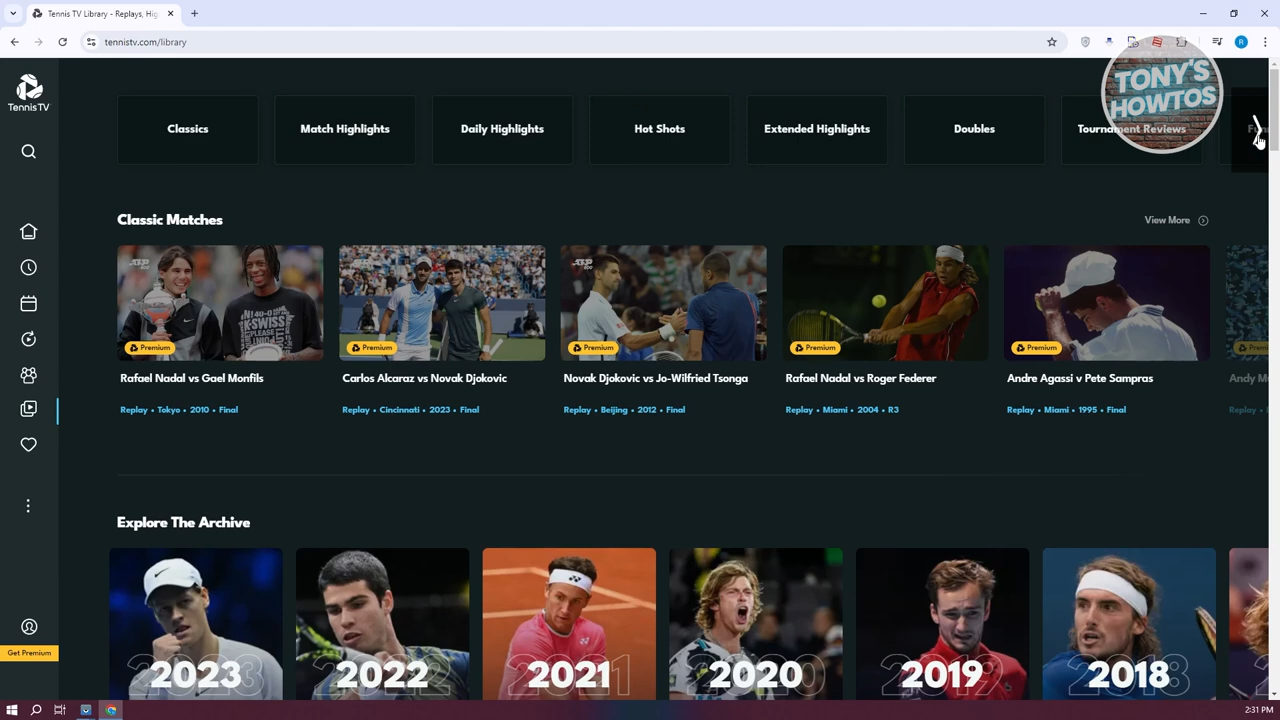 Tennis TV Library - Replays, Hig
tennistv.com/library
R
TONY'S
HOWTOS
TennisTV
Classics
Match Highlights
Daily Highlights
Hot Shots
Extended Highlights
Doubles
Tournament Reviews
Classic Matches
View More
Premium
Premium
Premium
Premium
Premium
Rafael Nadal vs Gael Monfils
Carlos Alcaraz vs Novak Djokovic
Novak Djokovic vs Jo-Wilfried Tsonga
Rafael Nadal vs Roger Federer
Andre Agassi v Pete Sampras
Andy M
Replay • Tokyo • 2010 • Final
Replay • Cincinnati • 2023 • Final
Replay • Beijing • 2012 • Final
Replay • Miami • 2004 • R3
Replay • Miami • 1995 • Final
Replay •
Explore The Archive
2023
2022
2021
2020
2019
2018
Get Premium
2:31 PM